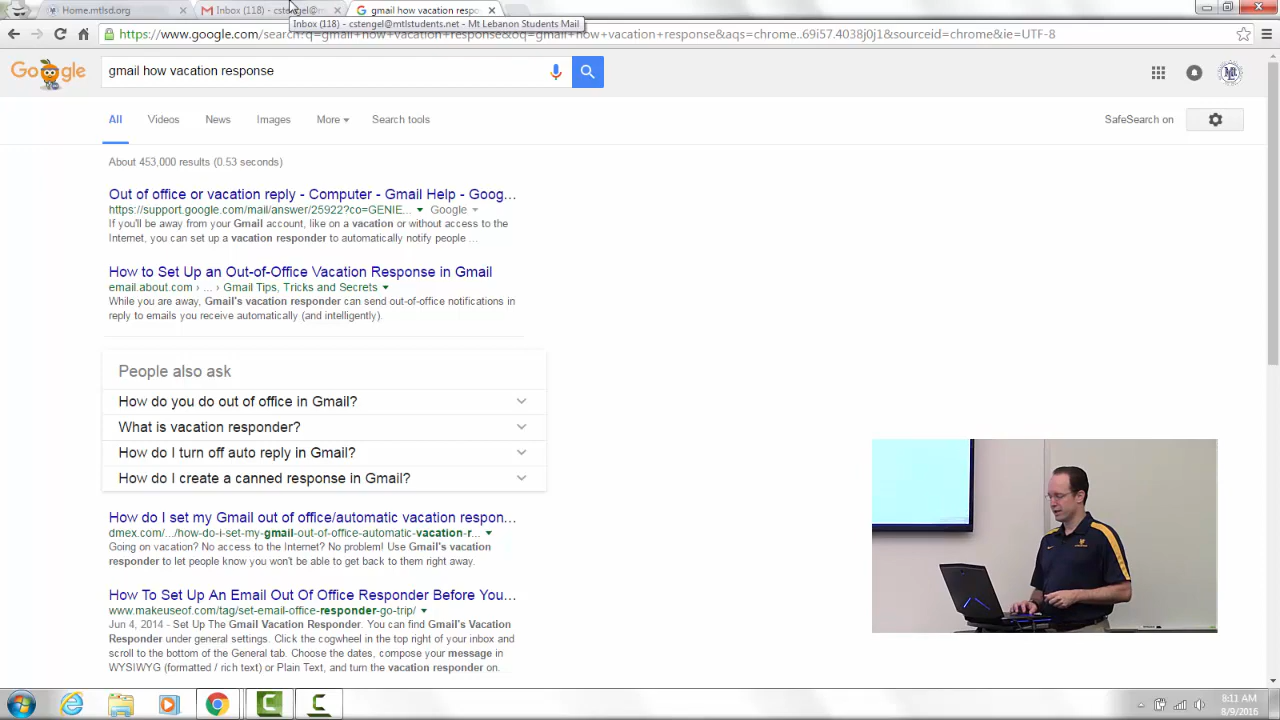 Home.mtlsd.org
Inbox (118) - cstengel@m
gmail how vacation respo
Inbox (118) - cstengel@mtlstudents.net - Mt Lebanon Students Mail
https://www.google.com/search?q=gmail+how+vacation+response&oq=gmail+how+vacation+response&aqs=chrome..69i57.4038j0j1&sourceid=chrome&ie=UTF-8
Google
gmail how vacation response
All
Videos
News
Images
More
Search tools
SafeSearch on
About 453,000 results (0.53 seconds)
Out of office or vacation reply - Computer - Gmail Help - Goog...
https://support.google.com/mail/answer/25922?co=GENIE... Google
If you'll be away from your Gmail account, like on a vacation or without access to the
Internet, you can set up a vacation responder to automatically notify people ...
How to Set Up an Out-of-Office Vacation Response in Gmail
email.about.com › ... › Gmail Tips, Tricks and Secrets
While you are away, Gmail's vacation responder can send out-of-office notifications in
reply to emails you receive automatically (and intelligently).
People also ask
How do you do out of office in Gmail?
What is vacation responder?
How do I turn off auto reply in Gmail?
How do I create a canned response in Gmail?
How do I set my Gmail out of office/automatic vacation respon...
dmex.com/.../how-do-i-set-my-gmail-out-of-office-automatic-vacation-r...
Going on vacation? No access to the Internet? No problem! Use Gmail's vacation
responder to let people know you won't be able to get back to them right away.
How To Set Up An Email Out Of Office Responder Before You...
www.makeuseof.com/tag/set-email-office-responder-go-trip/
Jun 4, 2014 - Set Up The Gmail Vacation Responder. You can find Gmail's Vacation
Responder under general settings. Click the cogwheel in the top right of your inbox and
scroll to the bottom of the General tab. Choose the dates, compose your message in
WYSIWYG (formatted / rich text) or Plain Text, and turn the vacation responder on.
8:11 AM
8/9/2016